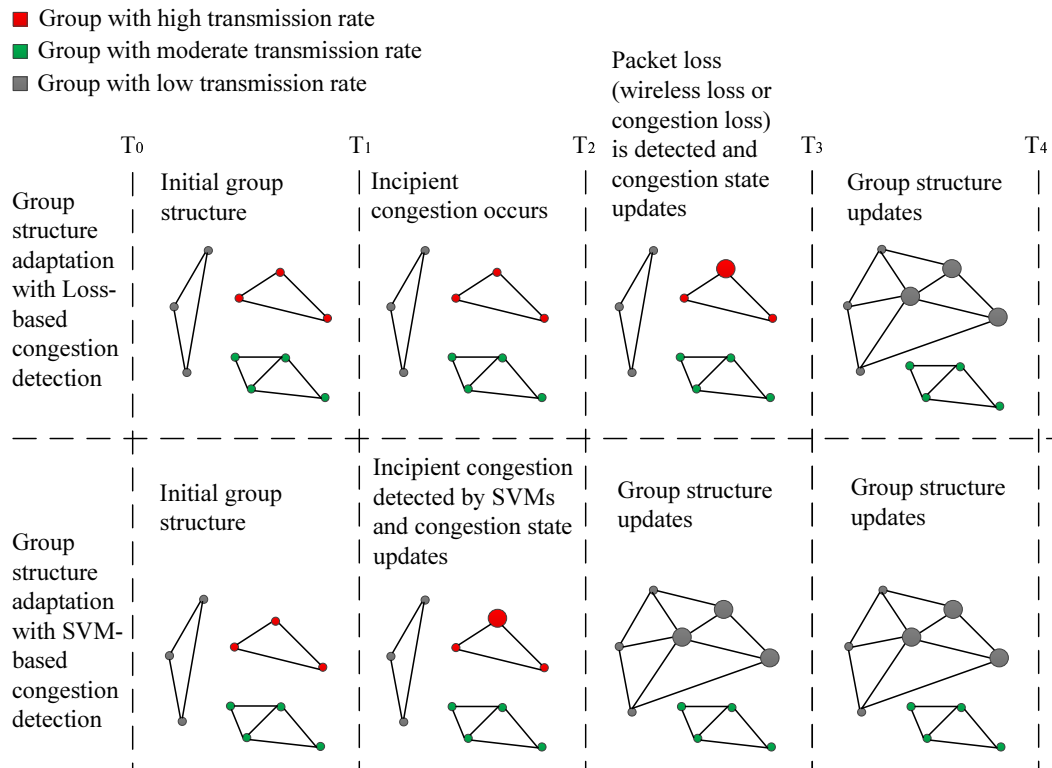 Group with high transmission rate
Group with moderate transmission rate
Group with low transmission rate
T0
T1
T2
T3
T4
Group
structure
adaptation
with Loss-
based
congestion
detection
Initial group
structure
Incipient
congestion occurs
Packet loss
(wireless loss or
congestion loss)
is detected and
congestion state
updates
Group structure
updates
Group
structure
adaptation
with SVM-
based
congestion
detection
Initial group
structure
Incipient congestion
detected by SVMs
and congestion state
updates
Group structure
updates
Group structure
updates